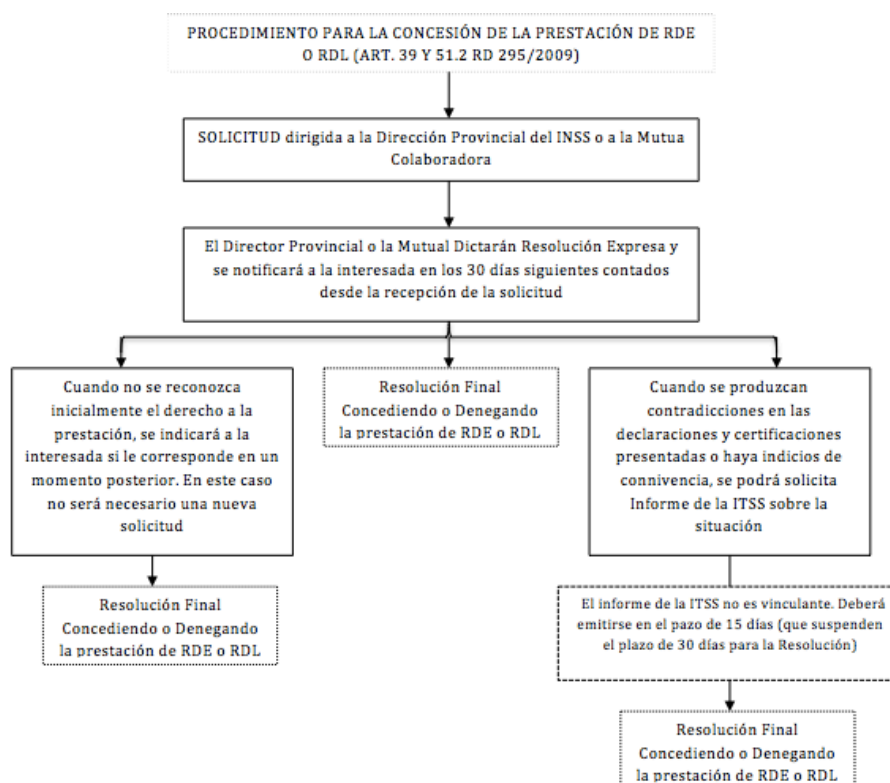 PROCEDIMIENTO PARA LA CONCESIÓN DE LA PRESTACIÓN DE RDE
O RDL (ART. 39 Y 51.2 RD 295/2009)
SOLICITUD dirigida a la Dirección Provincial del INSS o a la Mutua
Colaboradora
El Director Provincial o la Mutual Dictarán Resolución Expresa y
se notificará a la interesada en los 30 días siguientes contados
desde la recepción de la solicitud
Cuando no se reconozca
inicialmente el derecho a la
prestación, se indicará a la
interesada si le corresponde en un
momento posterior. En este caso
no será necesario una nueva
solicitud
Resolución Final
Concediendo o Denegando
la prestación de RDE o RDL
Resolución Final
Concediendo o Denegando
la prestación de RDE o RDL
Cuando se produzcan
contradicciones en las
declaraciones y certificaciones
presentadas o haya indicios de
connivencia, se podrá solicita
Informe de la ITSS sobre la
situación
El informe de la ITSS no es vinculante. Deberá
emitirse en el pazo de 15 días (que suspenden
el plazo de 30 días para la Resolución)
Resolución Final
Concediendo o Denegando
la prestación de RDE o RDL